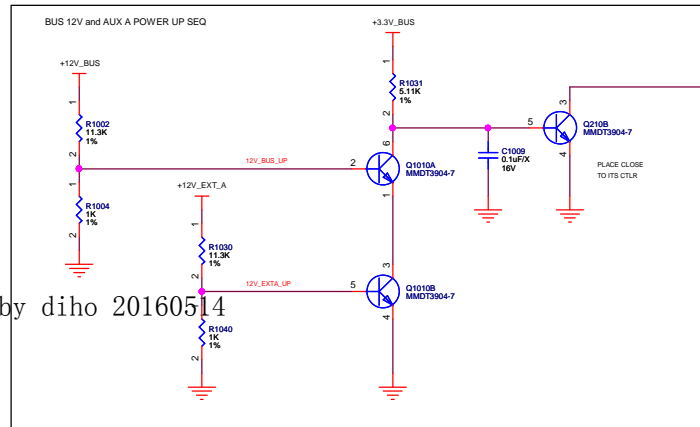 BUS 12V and AUX A POWER UP SEQ
+12V_BUS
1
R1002
11.3K
1%
2
1
R1004
1K
1%
2
12V_BUS_UP
+12V_EXT_A
1
R1030
11.3K
1%
2
1
R1040
1K
1%
2
12V_EXTA_UP
+3.3V_BUS
1
R1031
5.11K
1%
2
6
2
Q1010A
MMDT3904-7
1
3
5
Q1010B
MMDT3904-7
4
C1009
0.1uF/X
16V
5
3
Q210B
MMDT3904-7
4
PLACE CLOSE
TO ITS CTLR
by diho 20160514